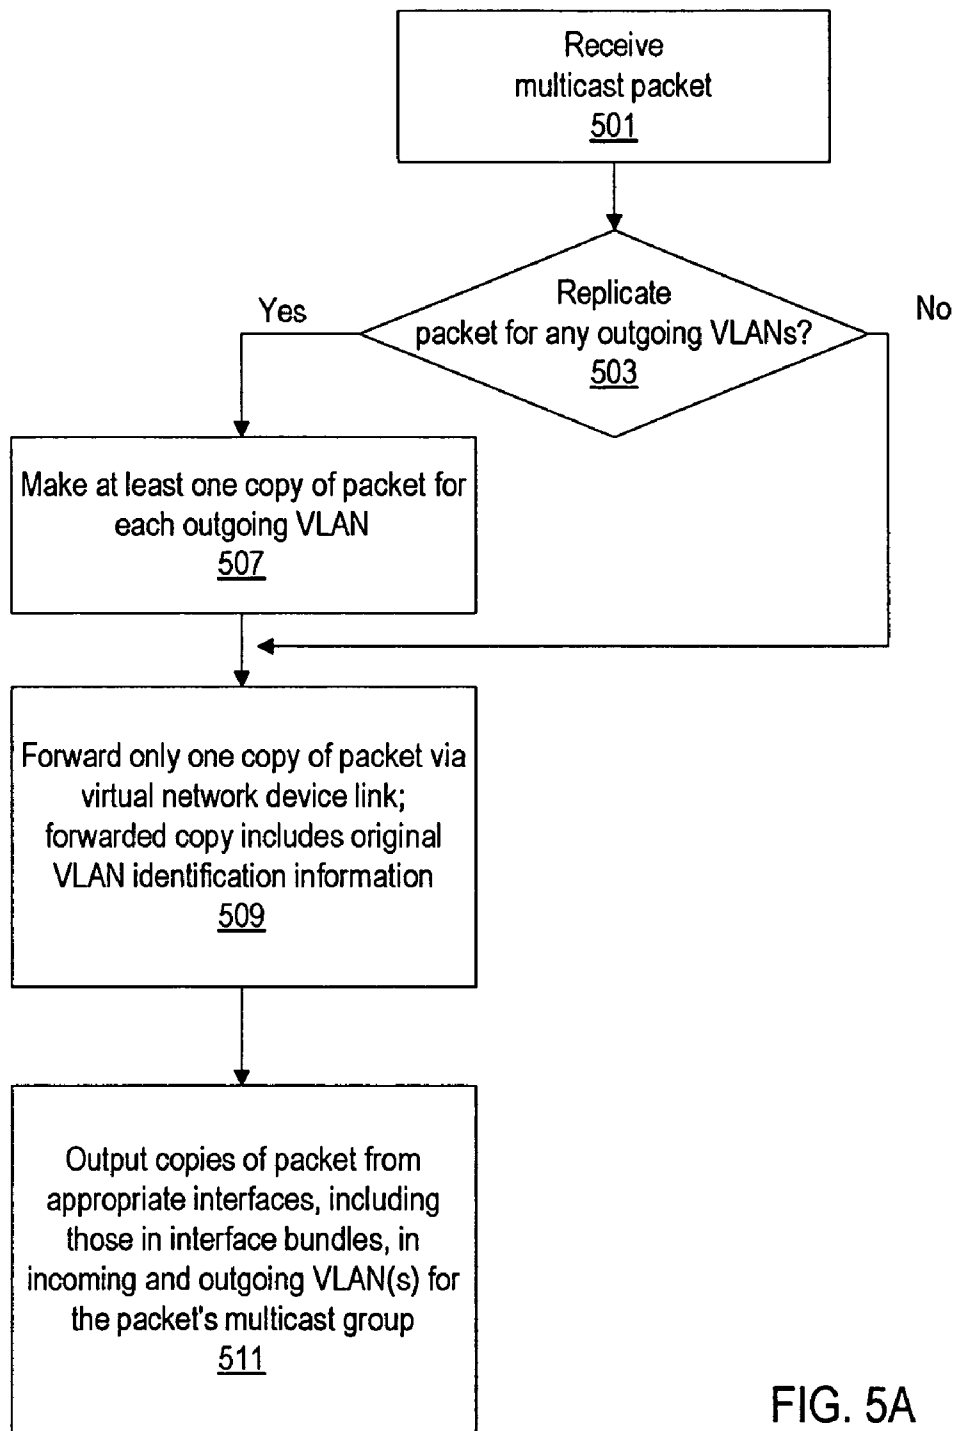 Receive
multicast packet
501
Replicate
packet for any outgoing VLANs?
503
Yes
No
Make at least one copy of packet for
each outgoing VLAN
507
Forward only one copy of packet via
virtual network device link;
forwarded copy includes original
VLAN identification information
509
Output copies of packet from
appropriate interfaces, including
those in interface bundles, in
incoming and outgoing VLAN(s) for
the packet's multicast group
511
FIG. 5A